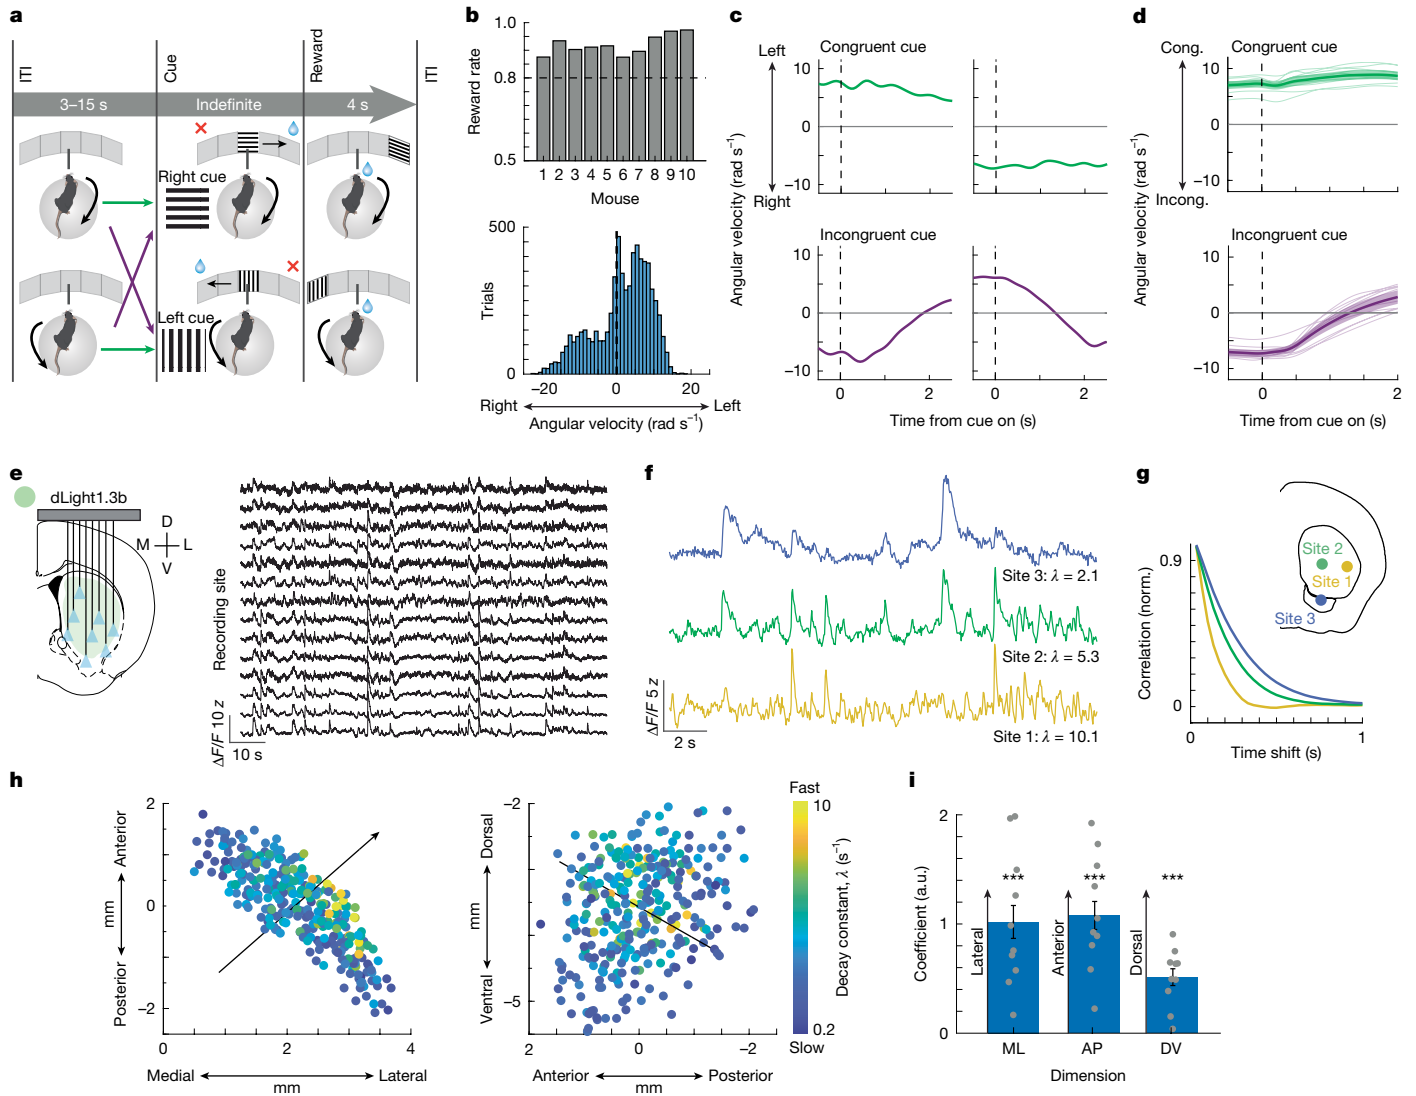 a
ITI
Cue
Reward
ITI
3–15 s
Indefinite
4 s
Right cue
Left cue
b
Reward rate
1.0
0.8
0.5
1 2 3 4 5 6 7 8 9 10
Mouse
Trials
500
0
−20 0 20
Right Left
Angular velocity (rad s⁻¹)
c
Left
Right
Angular velocity (rad s⁻¹)
Congruent cue
10
0
−10
Incongruent cue
10
0
−10
0 2 0 2
Time from cue on (s)
d
Cong.
Incong.
Angular velocity (rad s⁻¹)
Congruent cue
10
0
−10
Incongruent cue
10
0
−10
0 2
Time from cue on (s)
e
dLight1.3b
D
M L
V
Recording site
ΔF/F 10 z
10 s
f
Site 3: λ = 2.1
Site 2: λ = 5.3
Site 1: λ = 10.1
ΔF/F 5 z
2 s
g
Site 2
Site 1
Site 3
Correlation (norm.)
0.9
0
0 1
Time shift (s)
h
Anterior
mm
Posterior
2
0
−2
0 2 4
Medial Lateral
mm
Dorsal
mm
Ventral
−2
−5
2 0 −2
Anterior Posterior
mm
Fast
10
Decay constant, λ (s⁻¹)
0.2
Slow
i
Coefficient (a.u.)
2
1
0
*** *** ***
Lateral
Anterior
Dorsal
ML AP DV
Dimension